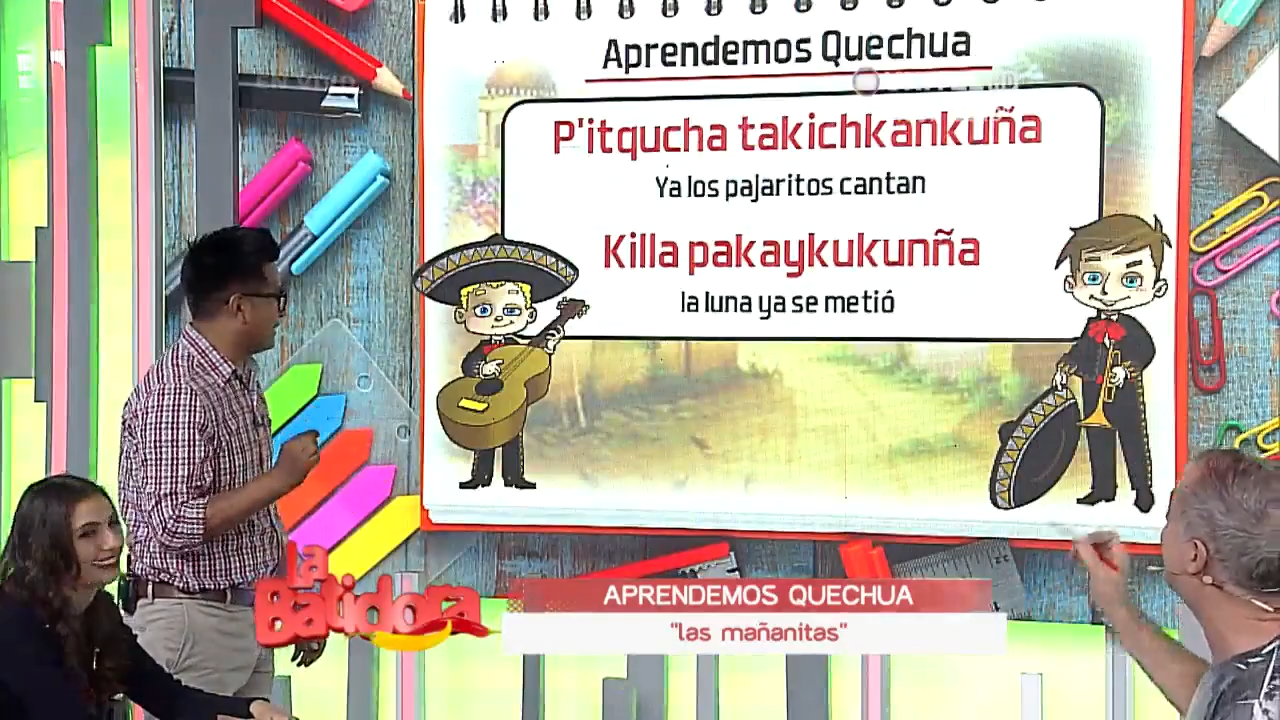 Aprendemos Quechua
P'itqucha takichkankuña
Ya los pajaritos cantan
Killa pakaykukunña
la luna ya se metió
La
Batidora
APRENDEMOS QUECHUA
"las mañanitas"